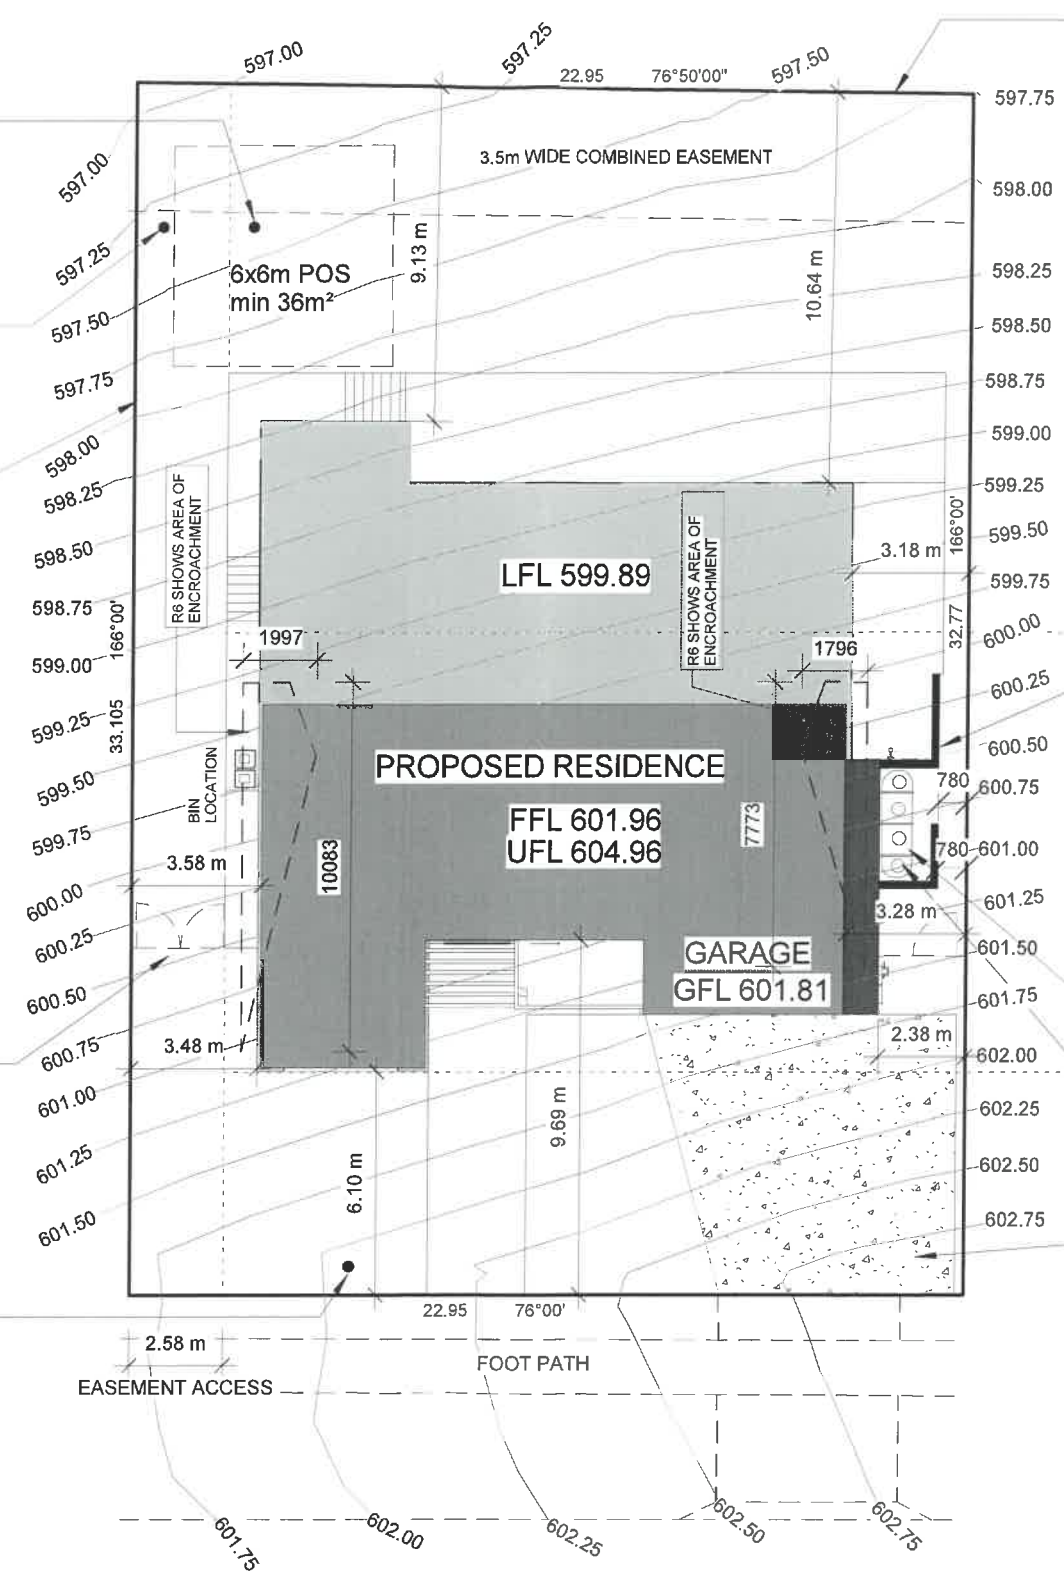 597.00
597.25
22.95
76°50'00"
597.50
597.75
3.5m WIDE COMBINED EASEMENT
597.00
598.00
597.25
9.13 m
10.64 m
6x6m POS
min 36m²
598.25
597.50
598.50
597.75
598.75
598.00
599.00
598.25
R6 SHOWS AREA OF
ENCROACHMENT
599.25
166°00'
598.50
R6 SHOWS AREA OF
ENCROACHMENT
599.50
3.18 m
LFL 599.89
599.75
598.75
166°00'
32.77
600.00
1997
1796
599.00
600.25
599.25
33.105
600.50
PROPOSED RESIDENCE
599.50
BIN
LOCATION
780
600.75
FFL 601.96
UFL 604.96
7773
599.75
780
601.00
3.58 m
10083
600.00
601.25
3.28 m
600.25
601.50
GARAGE
GFL 601.81
600.50
601.75
2.38 m
600.75
3.48 m
602.00
601.00
602.25
9.69 m
601.25
602.50
6.10 m
601.50
602.75
22.95
76°00'
2.58 m
FOOT PATH
EASEMENT ACCESS
601.75
602.00
602.25
602.50
602.75